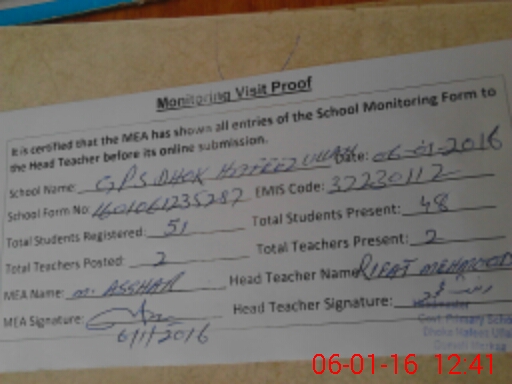 Monitoring Visit Proof
It is certified that the MEA has shown all entries of the School Monitoring Form to
the Head Teacher before its online submission.
School Name: GPS DHOK HAFEEZ ULLAH Date: 06-01-2016
School Form No: 1601061235287 EMIS Code: 37230112
Total Students Registered: 51 Total Students Present: 48
Total Teachers Posted: 2 Total Teachers Present: 2
MEA Name: M. ASGHAR Head Teacher Name: RIFAT MEHMOOD
MEA Signature: Head Teacher Signature:
6/1/2016
Govt Primary School
06-01-16 12:41